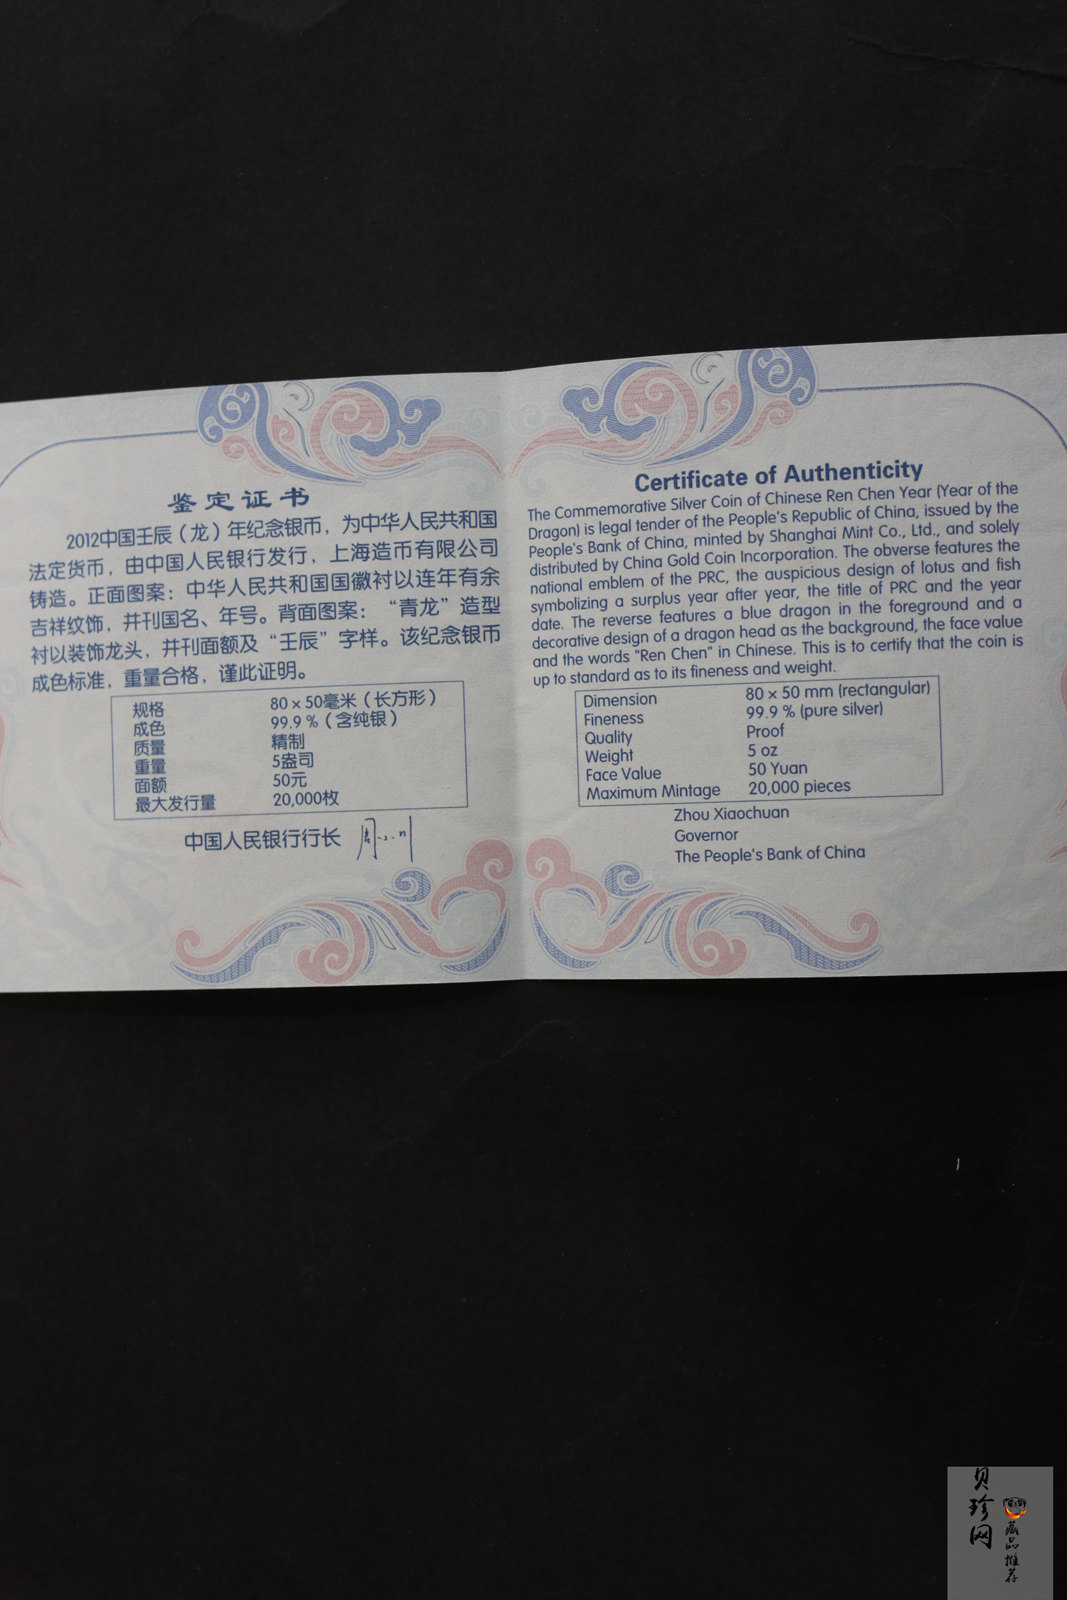 鉴定证书
2012中国壬辰（龙）年纪念银币，为中华人民共和国
法定货币，由中国人民银行发行，上海造币有限公司
铸造。正面图案：中华人民共和国国徽衬以连年有余
吉祥纹饰，并刊国名、年号。背面图案：“青龙”造型
衬以装饰龙头，并刊面额及“壬辰”字样。该纪念银币
成色标准，重量合格，谨此证明。
规格 80×50毫米（长方形）
成色 99.9%（含纯银）
质量 精制
重量 5盎司
面额 50元
最大发行量 20,000枚
中国人民银行行长
Certificate of Authenticity
The Commemorative Silver Coin of Chinese Ren Chen Year (Year of the
Dragon) is legal tender of the People's Republic of China, issued by the
People's Bank of China, minted by Shanghai Mint Co., Ltd., and solely
distributed by China Gold Coin Incorporation. The obverse features the
national emblem of the PRC, the auspicious design of lotus and fish
symbolizing a surplus year after year, the title of PRC and the year
date. The reverse features a blue dragon in the foreground and a
decorative design of a dragon head as the background, the face value
and the words "Ren Chen" in Chinese. This is to certify that the coin is
up to standard as to its fineness and weight.
Dimension 80 × 50 mm (rectangular)
Fineness 99.9 % (pure silver)
Quality Proof
Weight 5 oz
Face Value 50 Yuan
Maximum Mintage 20,000 pieces
Zhou Xiaochuan
Governor
The People's Bank of China
贝珍网
藏品推荐